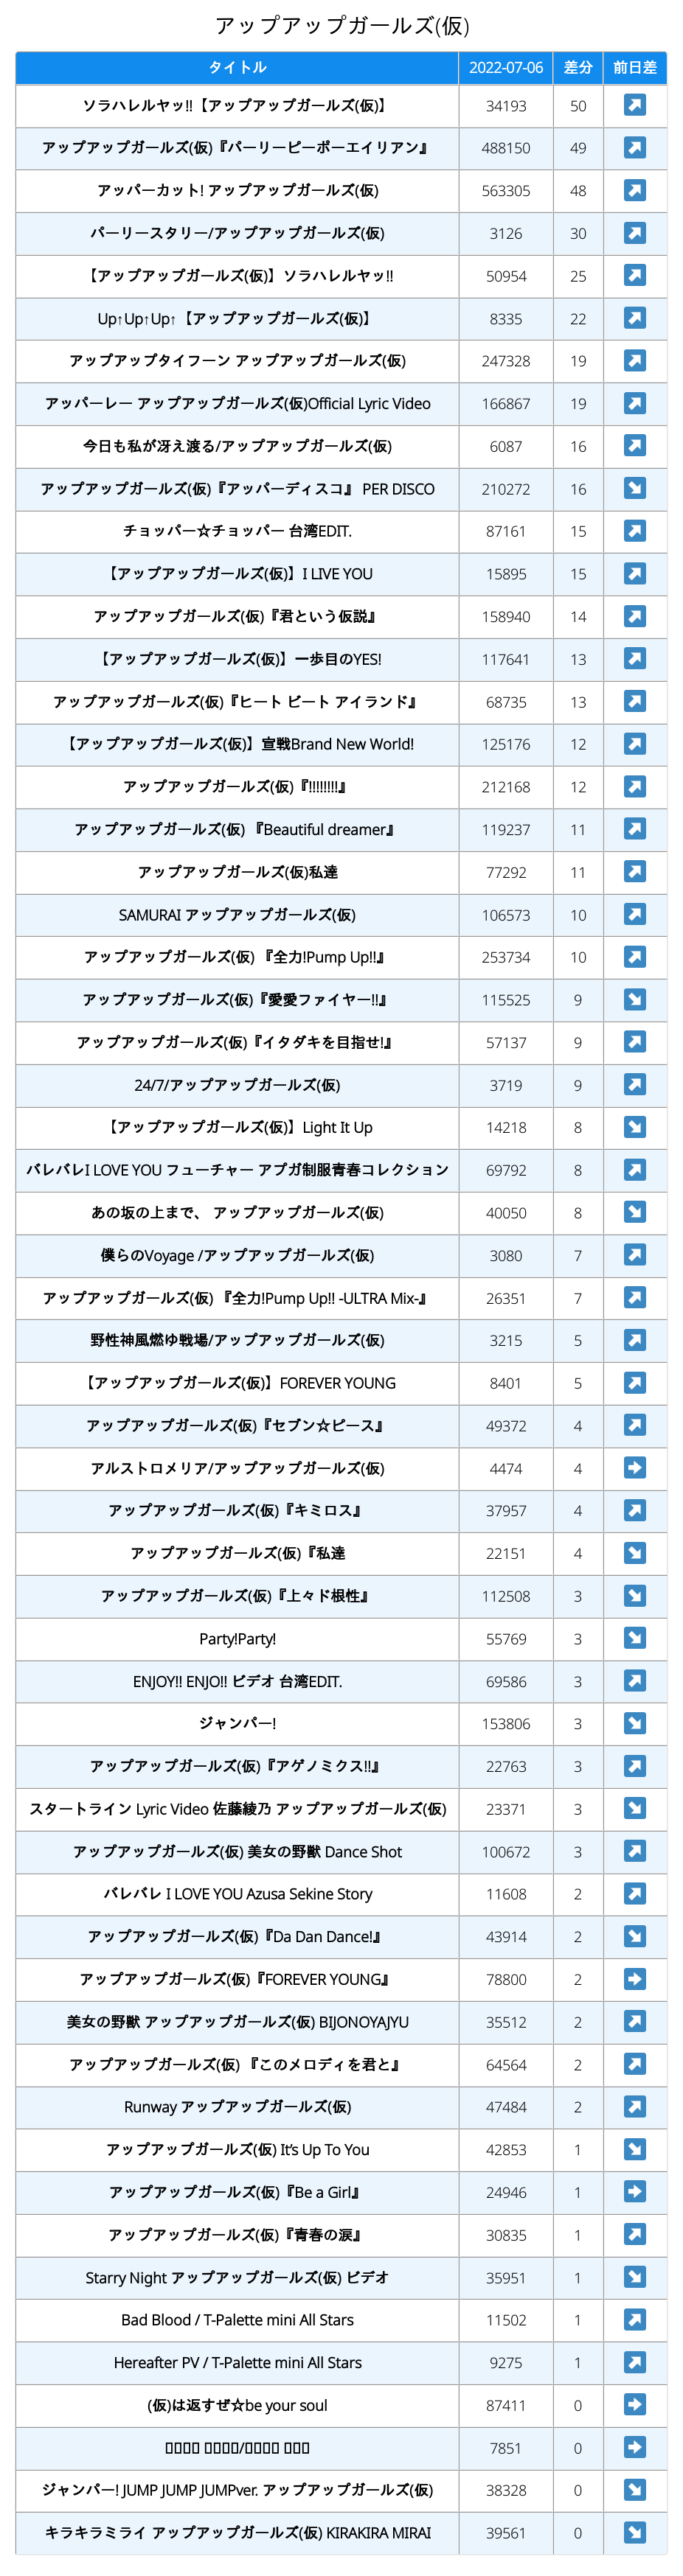 アップアップガールズ(仮)
タイトル 2022-07-06 差分 前日差
ソラハレルヤッ!!【アップアップガールズ(仮)】 34193 50
アップアップガールズ(仮)『パーリーピーポーエイリアン』 488150 49
アッパーカット! アップアップガールズ(仮) 563305 48
パーリースタリー/アップアップガールズ(仮) 3126 30
【アップアップガールズ(仮)】ソラハレルヤッ!! 50954 25
Up↑Up↑Up↑【アップアップガールズ(仮)】 8335 22
アップアップタイフーン アップアップガールズ(仮) 247328 19
アッパーレー アップアップガールズ(仮)Official Lyric Video 166867 19
今日も私が冴え渡る/アップアップガールズ(仮) 6087 16
アップアップガールズ(仮)『アッパーディスコ』 PER DISCO 210272 16
チョッパー☆チョッパー 台湾EDIT. 87161 15
【アップアップガールズ(仮)】I LIVE YOU 15895 15
アップアップガールズ(仮)『君という仮説』 158940 14
【アップアップガールズ(仮)】一歩目のYES! 117641 13
アップアップガールズ(仮)『ヒート ビート アイランド』 68735 13
【アップアップガールズ(仮)】宣戦Brand New World! 125176 12
アップアップガールズ(仮)『!!!!!!!!』 212168 12
アップアップガールズ(仮) 『Beautiful dreamer』 119237 11
アップアップガールズ(仮)私達 77292 11
SAMURAI アップアップガールズ(仮) 106573 10
アップアップガールズ(仮) 『全力!Pump Up!!』 253734 10
アップアップガールズ(仮)『愛愛ファイヤー!!』 115525 9
アップアップガールズ(仮)『イタダキを目指せ!』 57137 9
24/7/アップアップガールズ(仮) 3719 9
【アップアップガールズ(仮)】Light It Up 14218 8
バレバレI LOVE YOU フューチャー アプガ制服青春コレクション 69792 8
あの坂の上まで、 アップアップガールズ(仮) 40050 8
僕らのVoyage /アップアップガールズ(仮) 3080 7
アップアップガールズ(仮) 『全力!Pump Up!! -ULTRA Mix-』 26351 7
野性神風燃ゆ戦場/アップアップガールズ(仮) 3215 5
【アップアップガールズ(仮)】FOREVER YOUNG 8401 5
アップアップガールズ(仮)『セブン☆ピース』 49372 4
アルストロメリア/アップアップガールズ(仮) 4474 4
アップアップガールズ(仮)『キミロス』 37957 4
アップアップガールズ(仮)『私達 22151 4
アップアップガールズ(仮)『上々ド根性』 112508 3
Party!Party! 55769 3
ENJOY!! ENJO!! ビデオ 台湾EDIT. 69586 3
ジャンパー! 153806 3
アップアップガールズ(仮)『アゲノミクス!!』 22763 3
スタートライン Lyric Video 佐藤綾乃 アップアップガールズ(仮) 23371 3
アップアップガールズ(仮) 美女の野獣 Dance Shot 100672 3
バレバレ I LOVE YOU Azusa Sekine Story 11608 2
アップアップガールズ(仮)『Da Dan Dance!』 43914 2
アップアップガールズ(仮)『FOREVER YOUNG』 78800 2
美女の野獣 アップアップガールズ(仮) BIJONOYAJYU 35512 2
アップアップガールズ(仮) 『このメロディを君と』 64564 2
Runway アップアップガールズ(仮) 47484 2
アップアップガールズ(仮) It’s Up To You 42853 1
アップアップガールズ(仮)『Be a Girl』 24946 1
アップアップガールズ(仮)『青春の涙』 30835 1
Starry Night アップアップガールズ(仮) ビデオ 35951 1
Bad Blood / T-Palette mini All Stars 11502 1
Hereafter PV / T-Palette mini All Stars 9275 1
(仮)は返すぜ☆be your soul 87411 0
7851 0
ジャンパー! JUMP JUMP JUMPver. アップアップガールズ(仮) 38328 0
キラキラミライ アップアップガールズ(仮) KIRAKIRA MIRAI 39561 0